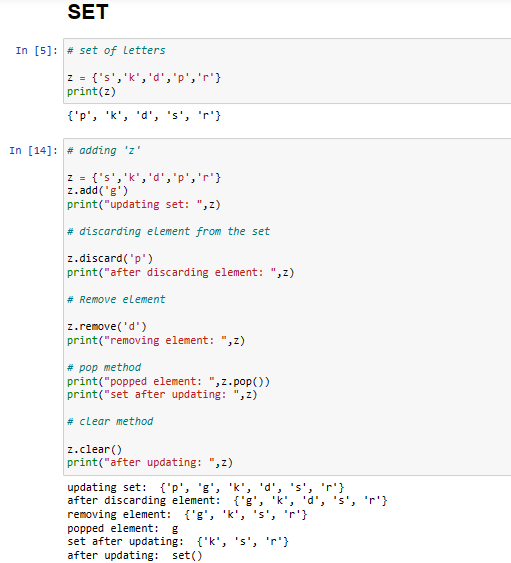 SET
In [5]: # set of letters
z = {'s','k','d','p','r'}
print(z)
{'p', 'k', 'd', 's', 'r'}
In [14]: # adding 'z'
z = {'s','k','d','p','r'}
z.add('g')
print("updating set: ",z)
# discarding element from the set
z.discard('p')
print("after discarding element: ",z)
# Remove element
z.remove('d')
print("removing element: ",z)
# pop method
print("popped element: ",z.pop())
print("set after updating: ",z)
# clear method
z.clear()
print("after updating: ",z)
updating set:  {'p', 'g', 'k', 'd', 's', 'r'}
after discarding element:  {'g', 'k', 'd', 's', 'r'}
removing element:  {'g', 'k', 's', 'r'}
popped element:  g
set after updating:  {'k', 's', 'r'}
after updating:  set()